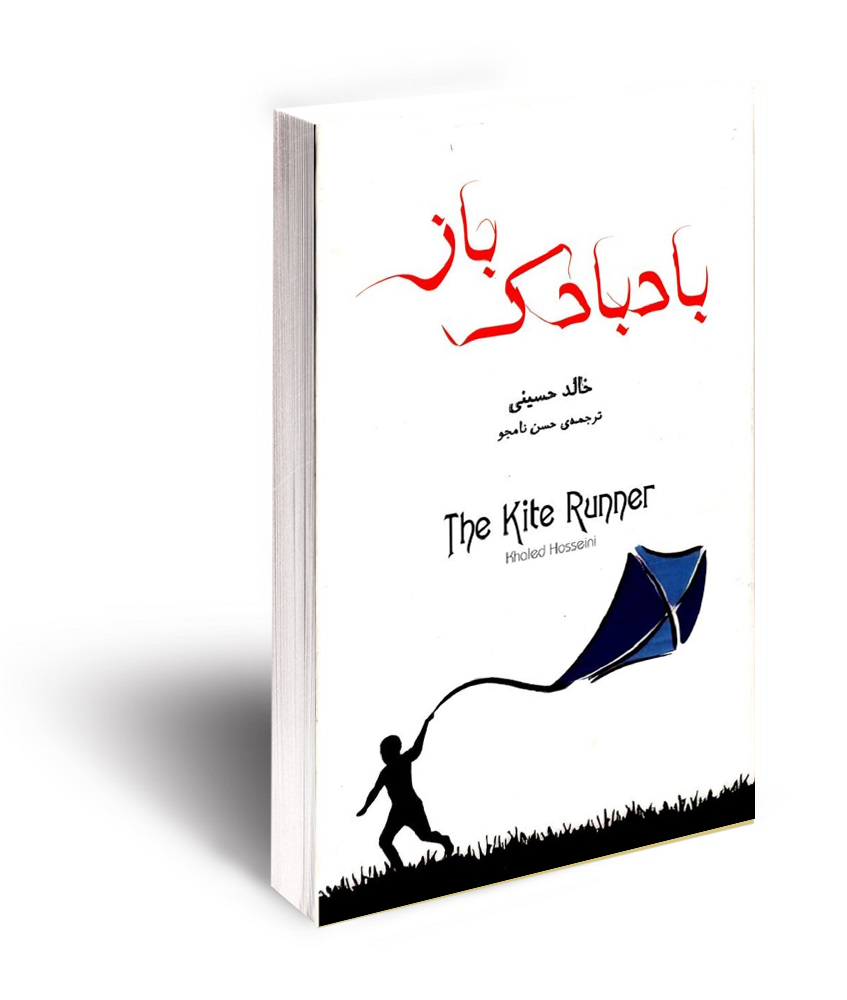 بادبادک باز
خالد حسینی
ترجمه‌ی حسن نامجو
The Kite Runner
Khaled Hosseini